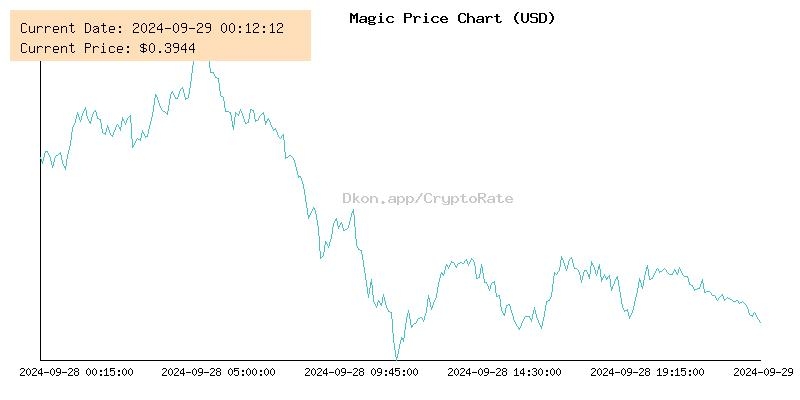 Magic Price Chart (USD)
Current Date: 2024-09-29 00:12:12
Current Price: $0.3944
Dkon.app/CryptoRate
2024-09-28 00:15:00 2024-09-28 05:00:00 2024-09-28 09:45:00 2024-09-28 14:30:00 2024-09-28 19:15:00 2024-09-29